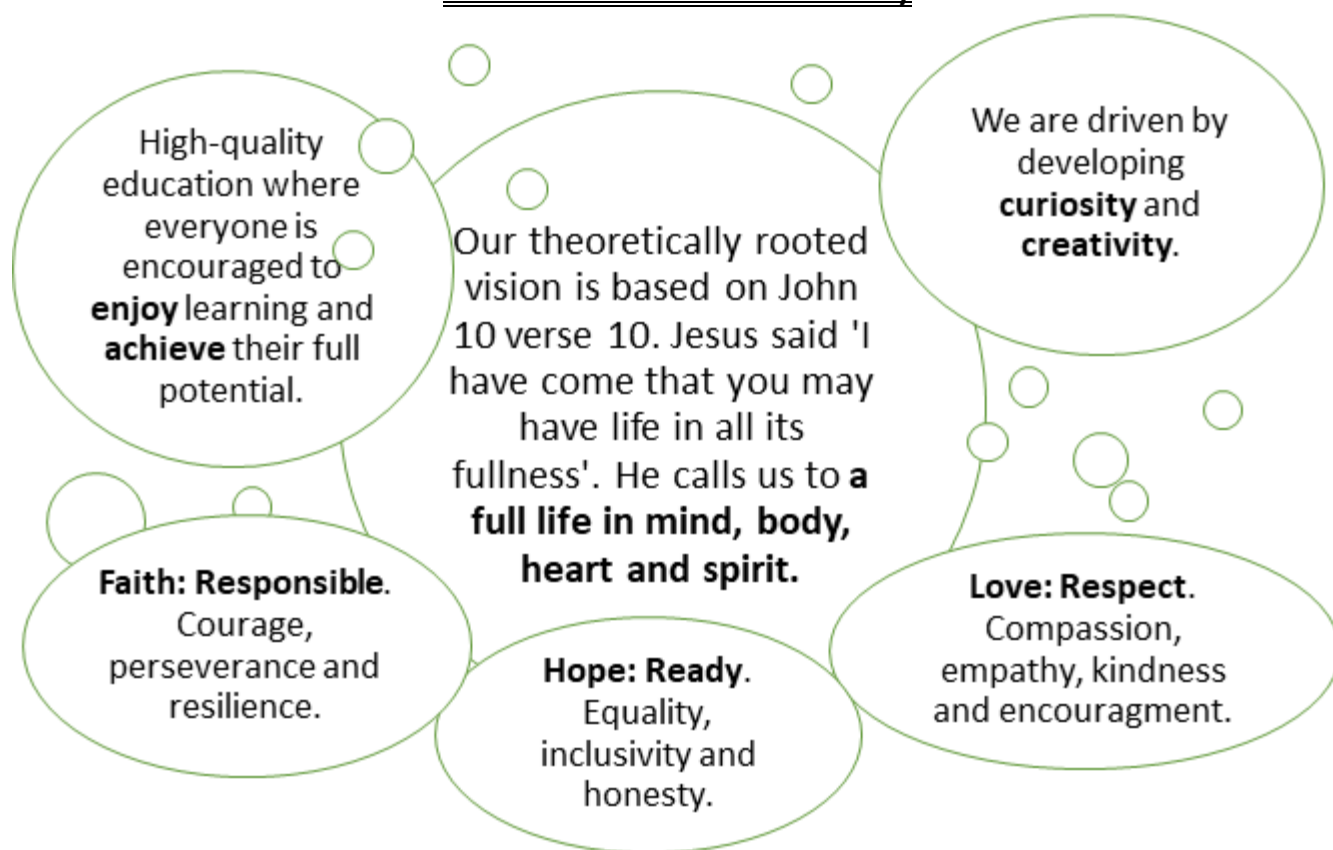 High-quality
education where
everyone is
encouraged to
enjoy learning and
achieve their full
potential.
Our theoretically rooted
vision is based on John
10 verse 10. Jesus said 'I
have come that you may
have life in all its
fullness'. He calls us to a
full life in mind, body,
heart and spirit.
We are driven by
developing
curiosity and
creativity.
Faith: Responsible.
Courage,
perseverance and
resilience.
Hope: Ready.
Equality,
inclusivity and
honesty.
Love: Respect.
Compassion,
empathy, kindness
and encouragment.